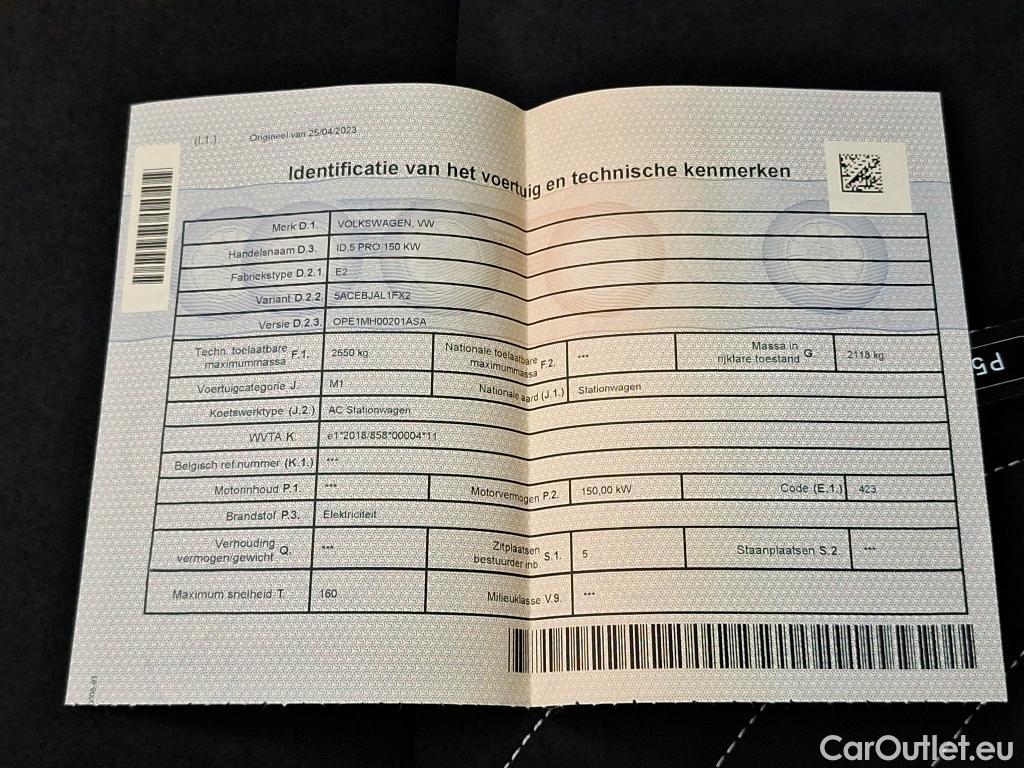 (I.1.) Origineel van 25/04/2023
Identificatie van het voertuig en technische kenmerken
Merk D.1. VOLKSWAGEN, VW
Handelsnaam D.3. ID.5 PRO 150 KW
Fabriekstype D.2.1. E2
Variant D.2.2. 5ACEBJAL1FX2
Versie D.2.3. OPE1MH00201ASA
Techn. toelaatbare maximummassa F.1. 2650 kg Nationale toelaatbare maximummassa F.2. *** Massa in rijklare toestand G. 2118 kg
Voertuigcategorie J. M1 Nationale aard (J.1.) Stationwagen
Koetswerktype (J.2.) AC Stationwagen
WVTA K. e1*2018/858*00004*11
Belgisch ref.nummer (K.1.) ***
Motorinhoud P.1. *** Motorvermogen P.2. 150,00 kW Code (E.1.) 423
Brandstof P.3. Elektriciteit
Verhouding vermogen/gewicht Q. *** Zitplaatsen bestuurder inb. S.1. 5 Staanplaatsen S.2. ***
Maximum snelheid T. 160 Milieuklasse V.9. ***
P5
CarOutlet.eu